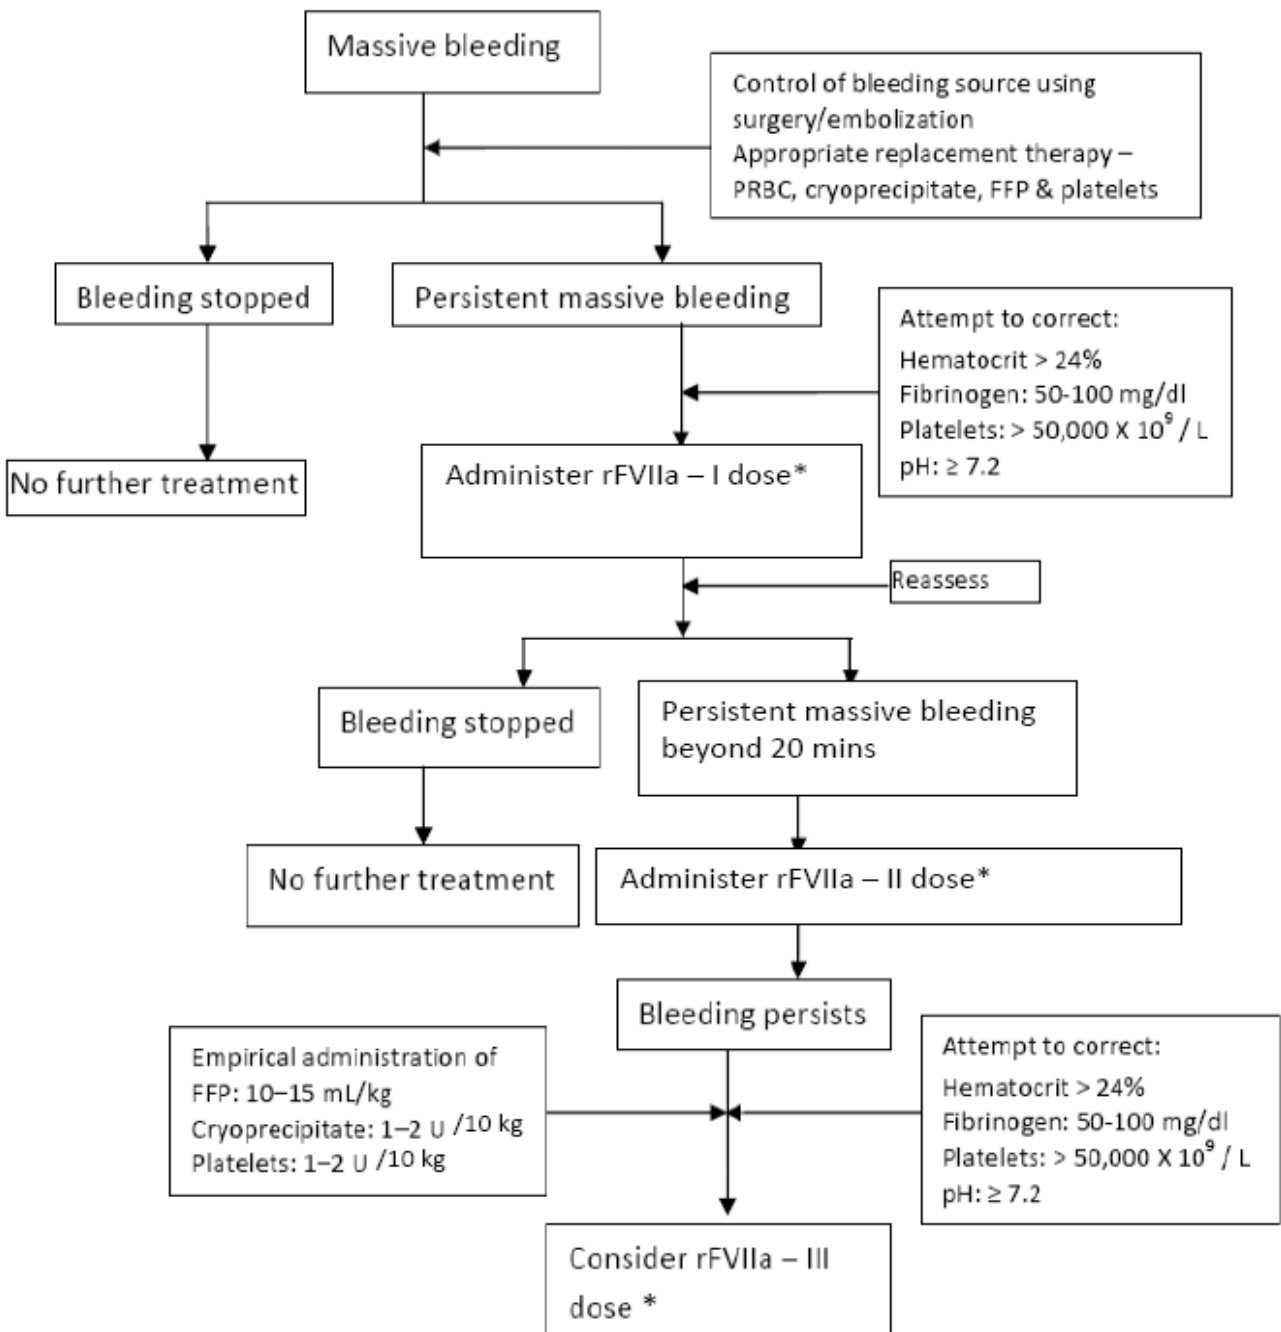 Massive bleeding
Control of bleeding source using
surgery/embolization
Appropriate replacement therapy –
PRBC, cryoprecipitate, FFP & platelets
Bleeding stopped
Persistent massive bleeding
Attempt to correct:
Hematocrit > 24%
Fibrinogen: 50-100 mg/dl
Platelets: > 50,000 X 10⁹ / L
pH: ≥ 7.2
No further treatment
Administer rFVIIa – I dose*
Reassess
Bleeding stopped
Persistent massive bleeding
beyond 20 mins
No further treatment
Administer rFVIIa – II dose*
Bleeding persists
Empirical administration of
FFP: 10–15 mL/kg
Cryoprecipitate: 1–2 U /10 kg
Platelets: 1–2 U /10 kg
Attempt to correct:
Hematocrit > 24%
Fibrinogen: 50-100 mg/dl
Platelets: > 50,000 X 10⁹ / L
pH: ≥ 7.2
Consider rFVIIa – III
dose *